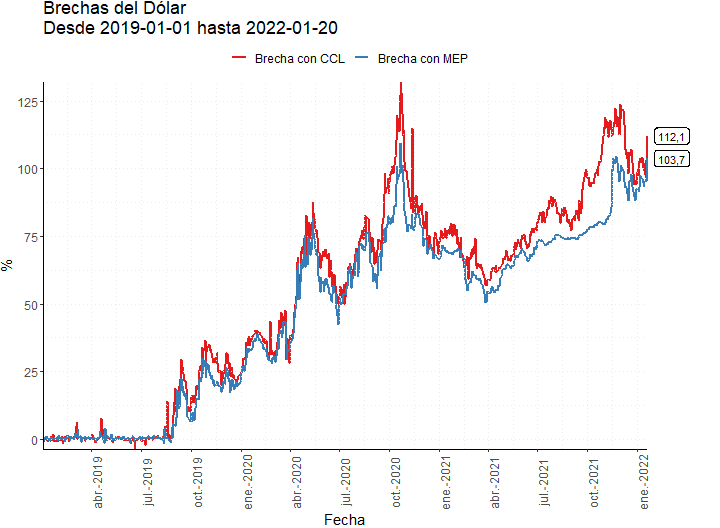 Brechas del Dólar
Desde 2019-01-01 hasta 2022-01-20
Brecha con CCL
Brecha con MEP
125
100
75
50
25
0
%
112,1
103,7
abr.-2019
jul.-2019
oct.-2019
ene.-2020
abr.-2020
jul.-2020
oct.-2020
ene.-2021
abr.-2021
jul.-2021
oct.-2021
ene.-2022
Fecha